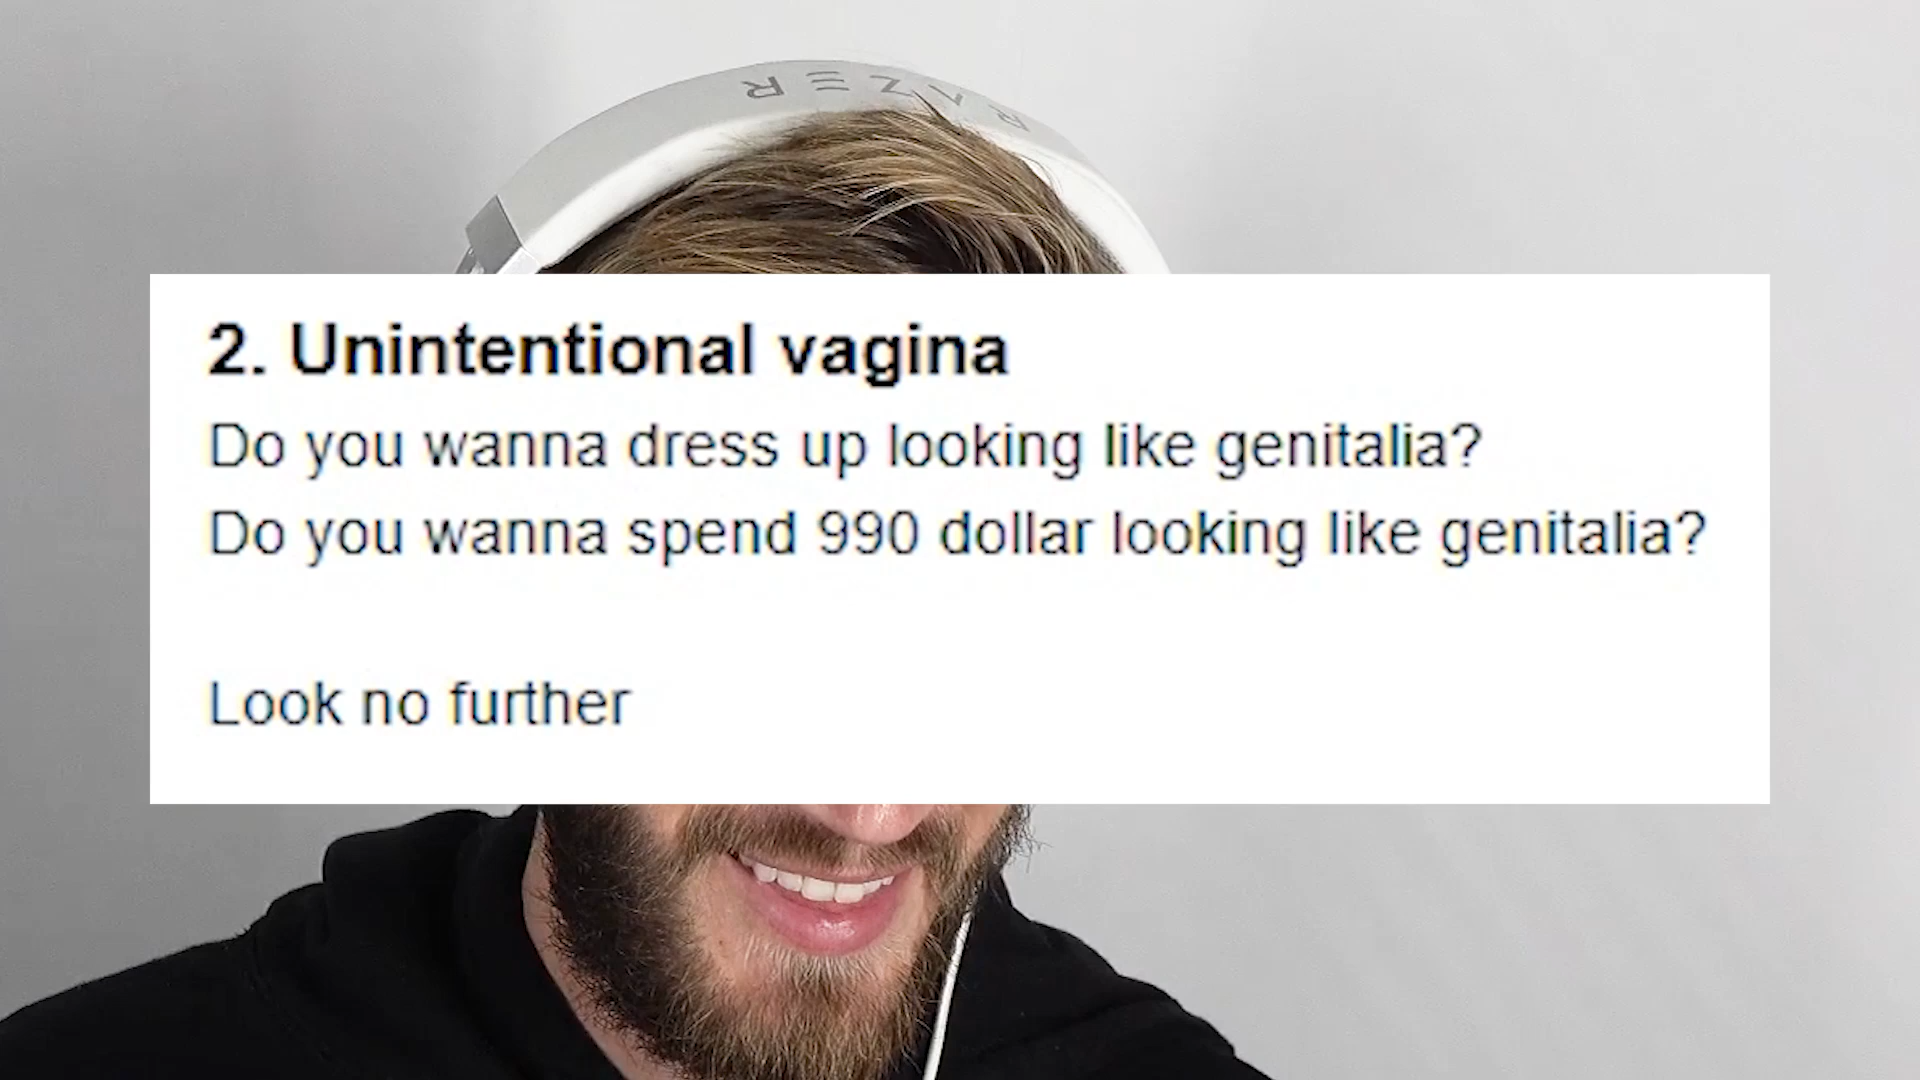 RAZER
2. Unintentional vagina
Do you wanna dress up looking like genitalia?
Do you wanna spend 990 dollar looking like genitalia?
Look no further